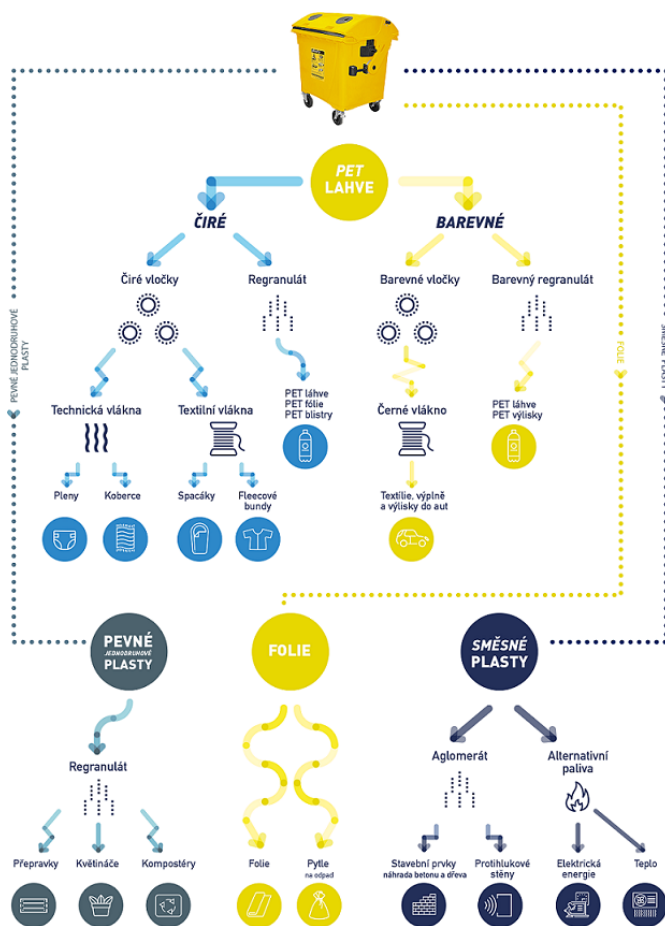 PET
LAHVE
ČIRÉ
BAREVNÉ
Čiré vločky
Regranulát
Barevné vločky
Barevný regranulát
PEVNÉ JEDNODRUHOVÉ
PLASTY
FOLIE
Technická vlákna
Textilní vlákna
PET láhve
PET fólie
PET blistry
Černé vlákno
PET láhve
PET výlisky
Pleny
Koberce
Spacáky
Fleecové
bundy
Textílie, výplně
a výlisky do aut
PEVNÉ
JEDNODRUHOVÉ
PLASTY
FOLIE
SMĚSNÉ
PLASTY
Regranulát
Aglomerát
Alternativní
paliva
Přepravky
Květináče
Kompostéry
Folie
Pytle
na odpad
Stavební prvky
náhrada betonu a dřeva
Protihlukové
stěny
Elektrická
energie
Teplo